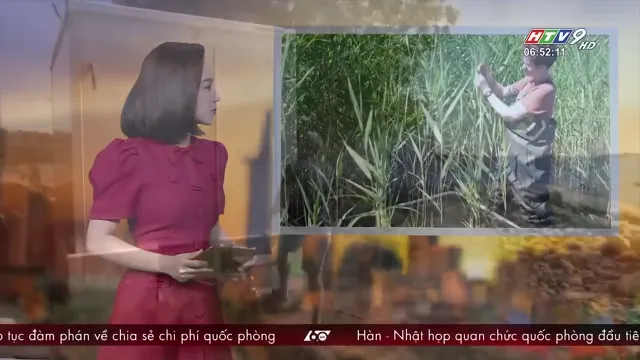 HTV9 HD
06:52:11
tục đàm phán về chia sẻ chi phí quốc phòng
60
Hàn - Nhật họp quan chức quốc phòng đầu